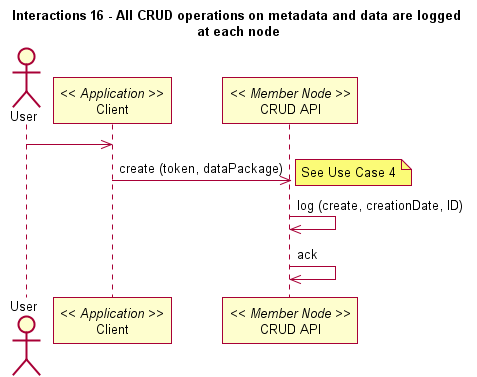 Interactions 16 - All CRUD operations on metadata and data are logged
at each node
User
<< Application >>
Client
<< Member Node >>
CRUD API
create (token, dataPackage)
See Use Case 4
log (create, creationDate, ID)
ack
User
<< Application >>
Client
<< Member Node >>
CRUD API